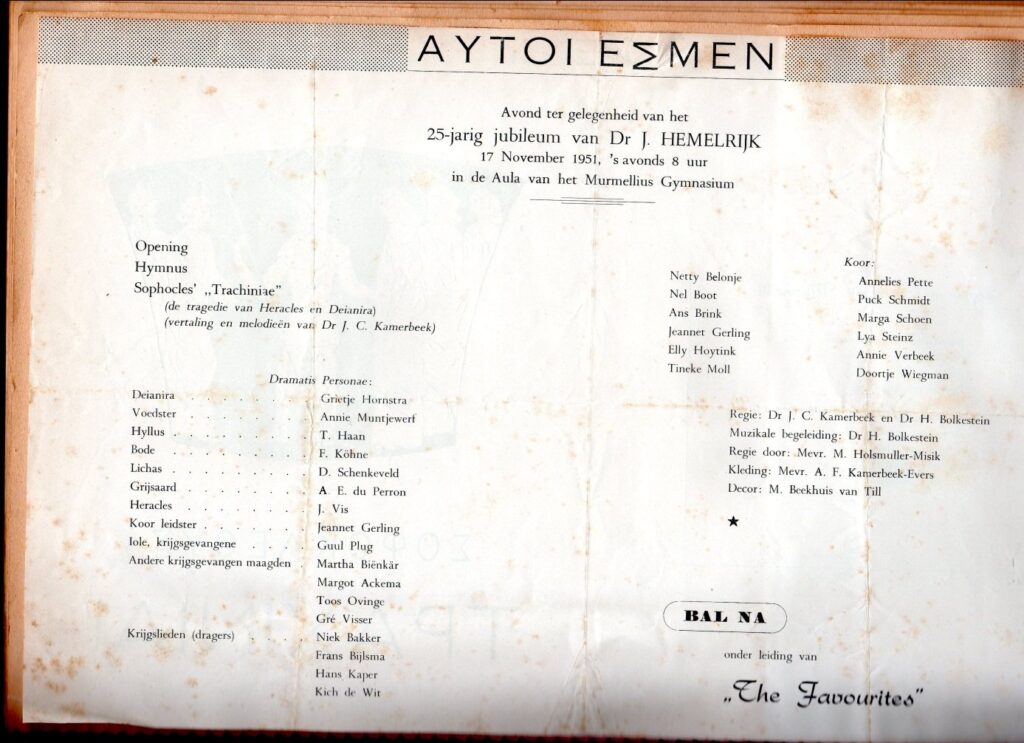 ΑΥΤΟΙ ΕΣΜΕΝ
Avond ter gelegenheid van het
25-jarig jubileum van Dr J. HEMELRIJK
17 November 1951, 's avonds 8 uur
in de Aula van het Murmellius Gymnasium
Opening
Hymnus
Sophocles' „Trachiniae"
(de tragedie van Heracles en Deianira)
(vertaling en melodieën van Dr J. C. Kamerbeek)
Dramatis Personae:
Deianira . . . . . . . . Grietje Hornstra
Voedster . . . . . . . . Annie Muntjewerf
Hyllus . . . . . . . . . T. Haan
Bode . . . . . . . . . F. Köhne
Lichas . . . . . . . . . D. Schenkeveld
Grijsaard . . . . . . . . A. E. du Perron
Heracles . . . . . . . . J. Vis
Koor leidster . . . . . . . Jeannet Gerling
Iole, krijgsgevangene . . . . Guul Plug
Andere krijgsgevangen maagden . Martha Biënkär
Margot Ackema
Toos Ovinge
Gré Visser
Krijgslieden (dragers) . . . . Niek Bakker
Frans Bijlsma
Hans Kaper
Kich de Wit
Koor:
Netty Belonje
Nel Boot
Ans Brink
Jeannet Gerling
Elly Hoytink
Tineke Moll
Annelies Pette
Puck Schmidt
Marga Schoen
Lya Steinz
Annie Verbeek
Doortje Wiegman
Regie: Dr J. C. Kamerbeek en Dr H. Bolkestein
Muzikale begeleiding: Dr H. Bolkestein
Regie door: Mevr. M. Holsmuller-Misik
Kleding: Mevr. A. F. Kamerbeek-Evers
Decor: M. Beekhuis van Till
BAL NA
onder leiding van
„The Favourites"